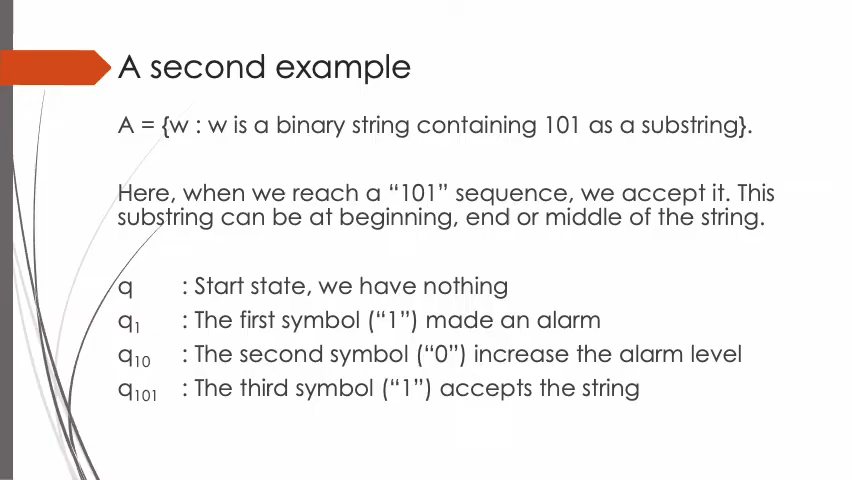 A second example
A = {w : w is a binary string containing 101 as a substring}.
Here, when we reach a “101” sequence, we accept it. This
substring can be at beginning, end or middle of the string.
q : Start state, we have nothing
q₁ : The first symbol (“1”) made an alarm
q₁₀ : The second symbol (“0”) increase the alarm level
q₁₀₁ : The third symbol (“1”) accepts the string